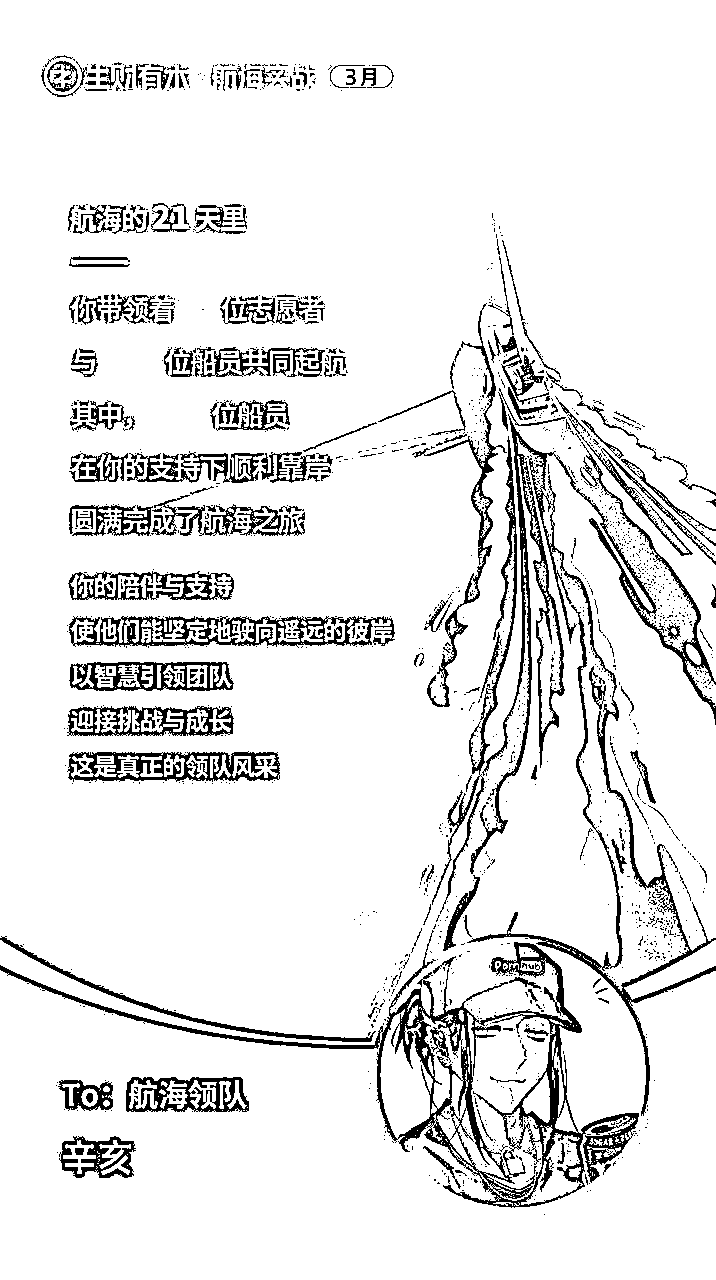 生财有术 航海实战 3月
航海的 21 天里
你带领着 位志愿者
与 位船员共同起航
其中, 位船员
在你的支持下顺利靠岸
圆满完成了航海之旅
你的陪伴与支持
使他们能坚定地驶向遥远的彼岸
以智慧引领团队
迎接挑战与成长
这是真正的领队风采
To：航海领队
辛亥